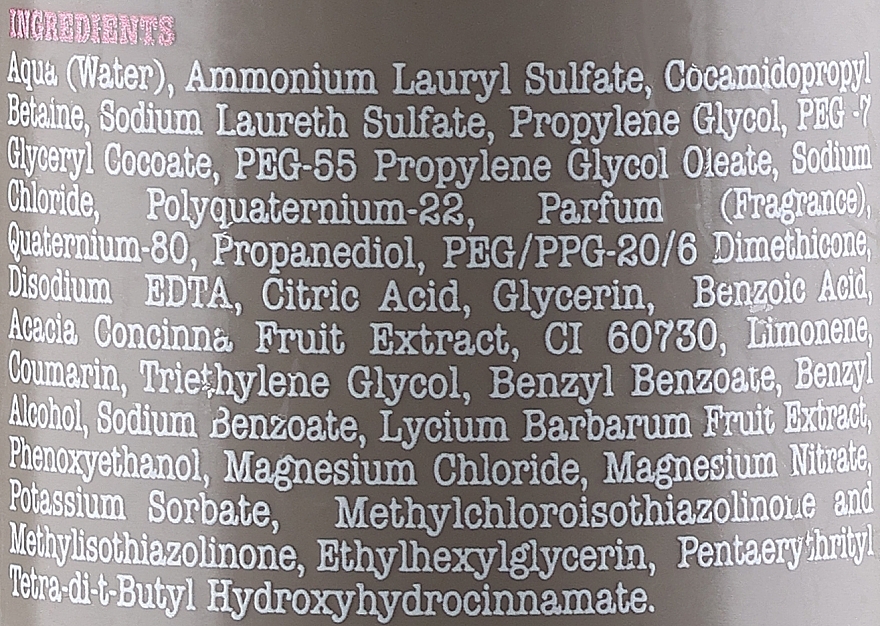 INGREDIENTS
Aqua (Water), Ammonium Lauryl Sulfate, Cocamidopropyl
Betaine, Sodium Laureth Sulfate, Propylene Glycol, PEG -7
Glyceryl Cocoate, PEG-55 Propylene Glycol Oleate, Sodium
Chloride, Polyquaternium-22, Parfum (Fragrance),
Quaternium-80, Propanediol, PEG/PPG-20/6 Dimethicone,
Disodium EDTA, Citric Acid, Glycerin, Benzoic Acid,
Acacia Concinna Fruit Extract, CI 60730, Limonene,
Coumarin, Triethylene Glycol, Benzyl Benzoate, Benzyl
Alcohol, Sodium Benzoate, Lycium Barbarum Fruit Extract,
Phenoxyethanol, Magnesium Chloride, Magnesium Nitrate,
Potassium Sorbate, Methylchloroisothiazolinone and
Methylisothiazolinone, Ethylhexylglycerin, Pentaerythrityl
Tetra-di-t-Butyl Hydroxyhydrocinnamate.